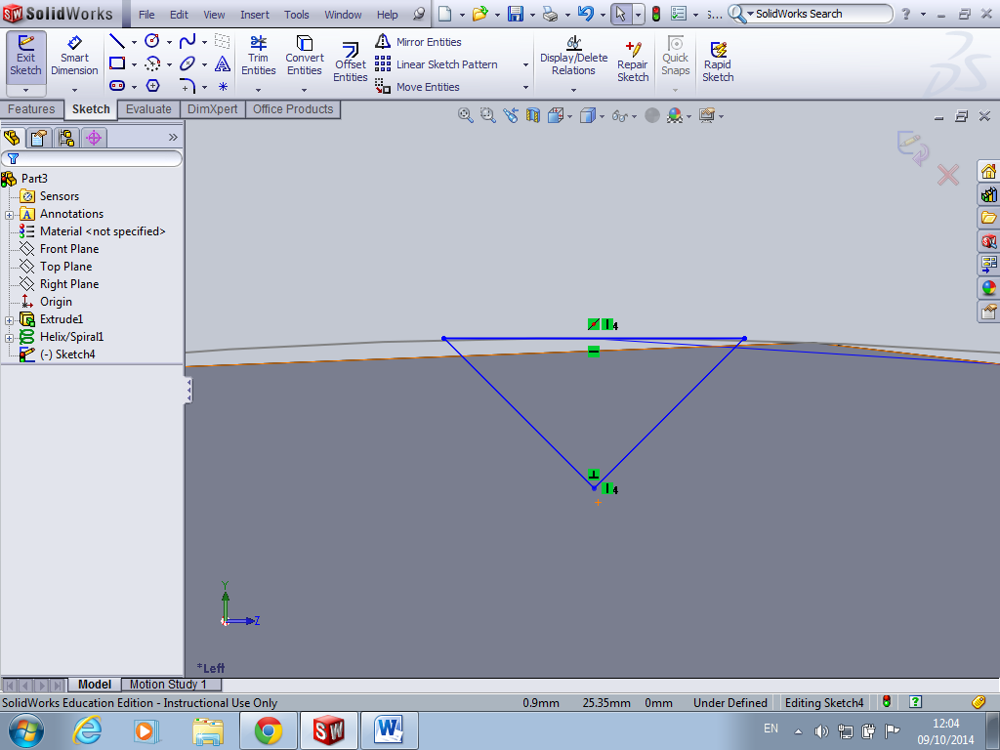 SW SolidWorks File Edit View Insert Tools Window Help S... SolidWorks Search ?
Exit Sketch
Smart Dimension
Trim Entities
Convert Entities
Offset Entities
Mirror Entities
Linear Sketch Pattern
Move Entities
Display/Delete Relations
Repair Sketch
Quick Snaps
Rapid Sketch
Features Sketch Evaluate DimXpert Office Products
Part3
Sensors
A Annotations
Material <not specified>
Front Plane
Top Plane
Right Plane
Origin
Extrude1
Helix/Spiral1
(-) Sketch4
4
4
Y
Z
*Left
Model Motion Study 1
SolidWorks Education Edition - Instructional Use Only 0.9mm 25.35mm 0mm Under Defined Editing Sketch4 ?
SW W EN 12:04
09/10/2014